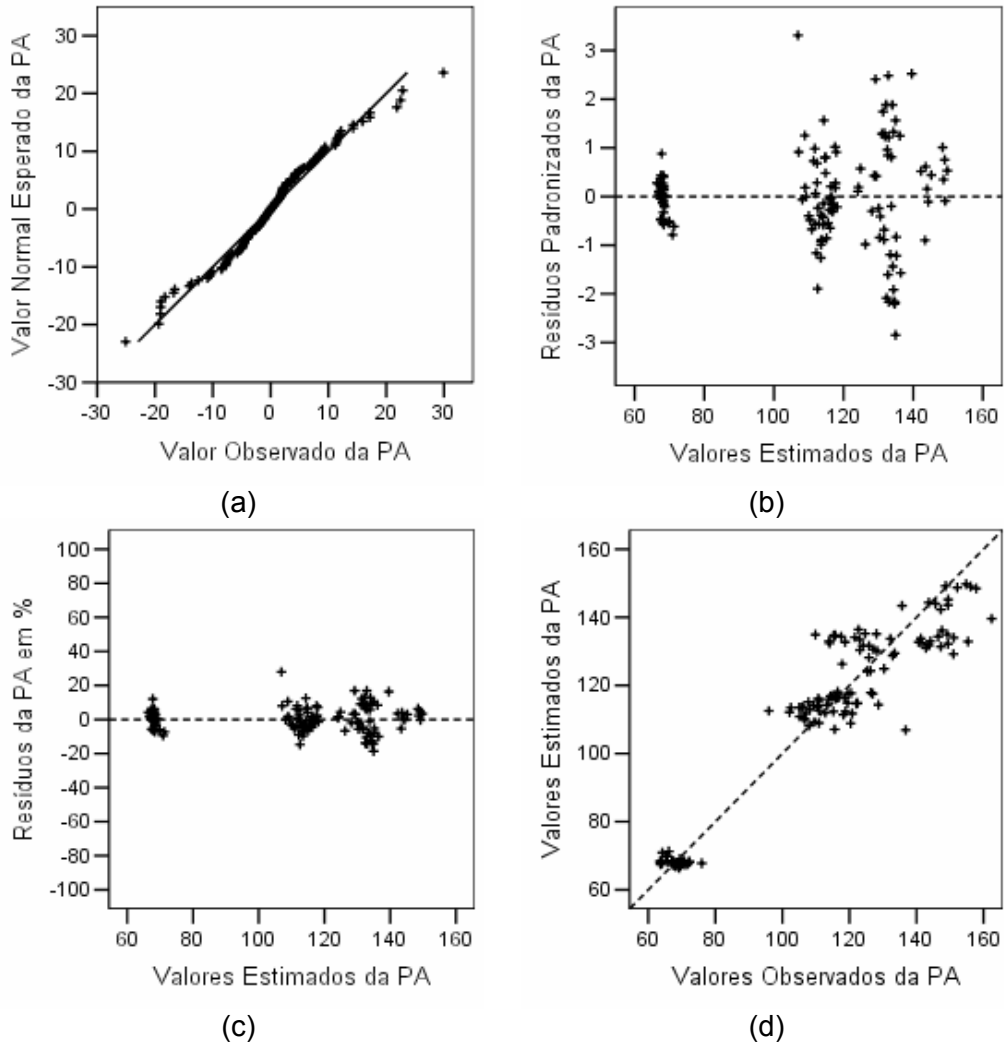 Valor Normal Esperado da PA
30
20
10
0
-10
-20
-30
-30 -20 -10 0 10 20 30
Valor Observado da PA
(a)
Resíduos Padronizados da PA
3
2
1
0
-1
-2
-3
60 80 100 120 140 160
Valores Estimados da PA
(b)
Resíduos da PA em %
100
80
60
40
20
0
-20
-40
-60
-80
-100
60 80 100 120 140 160
Valores Estimados da PA
(c)
Valores Estimados da PA
160
140
120
100
80
60
60 80 100 120 140 160
Valores Observados da PA
(d)